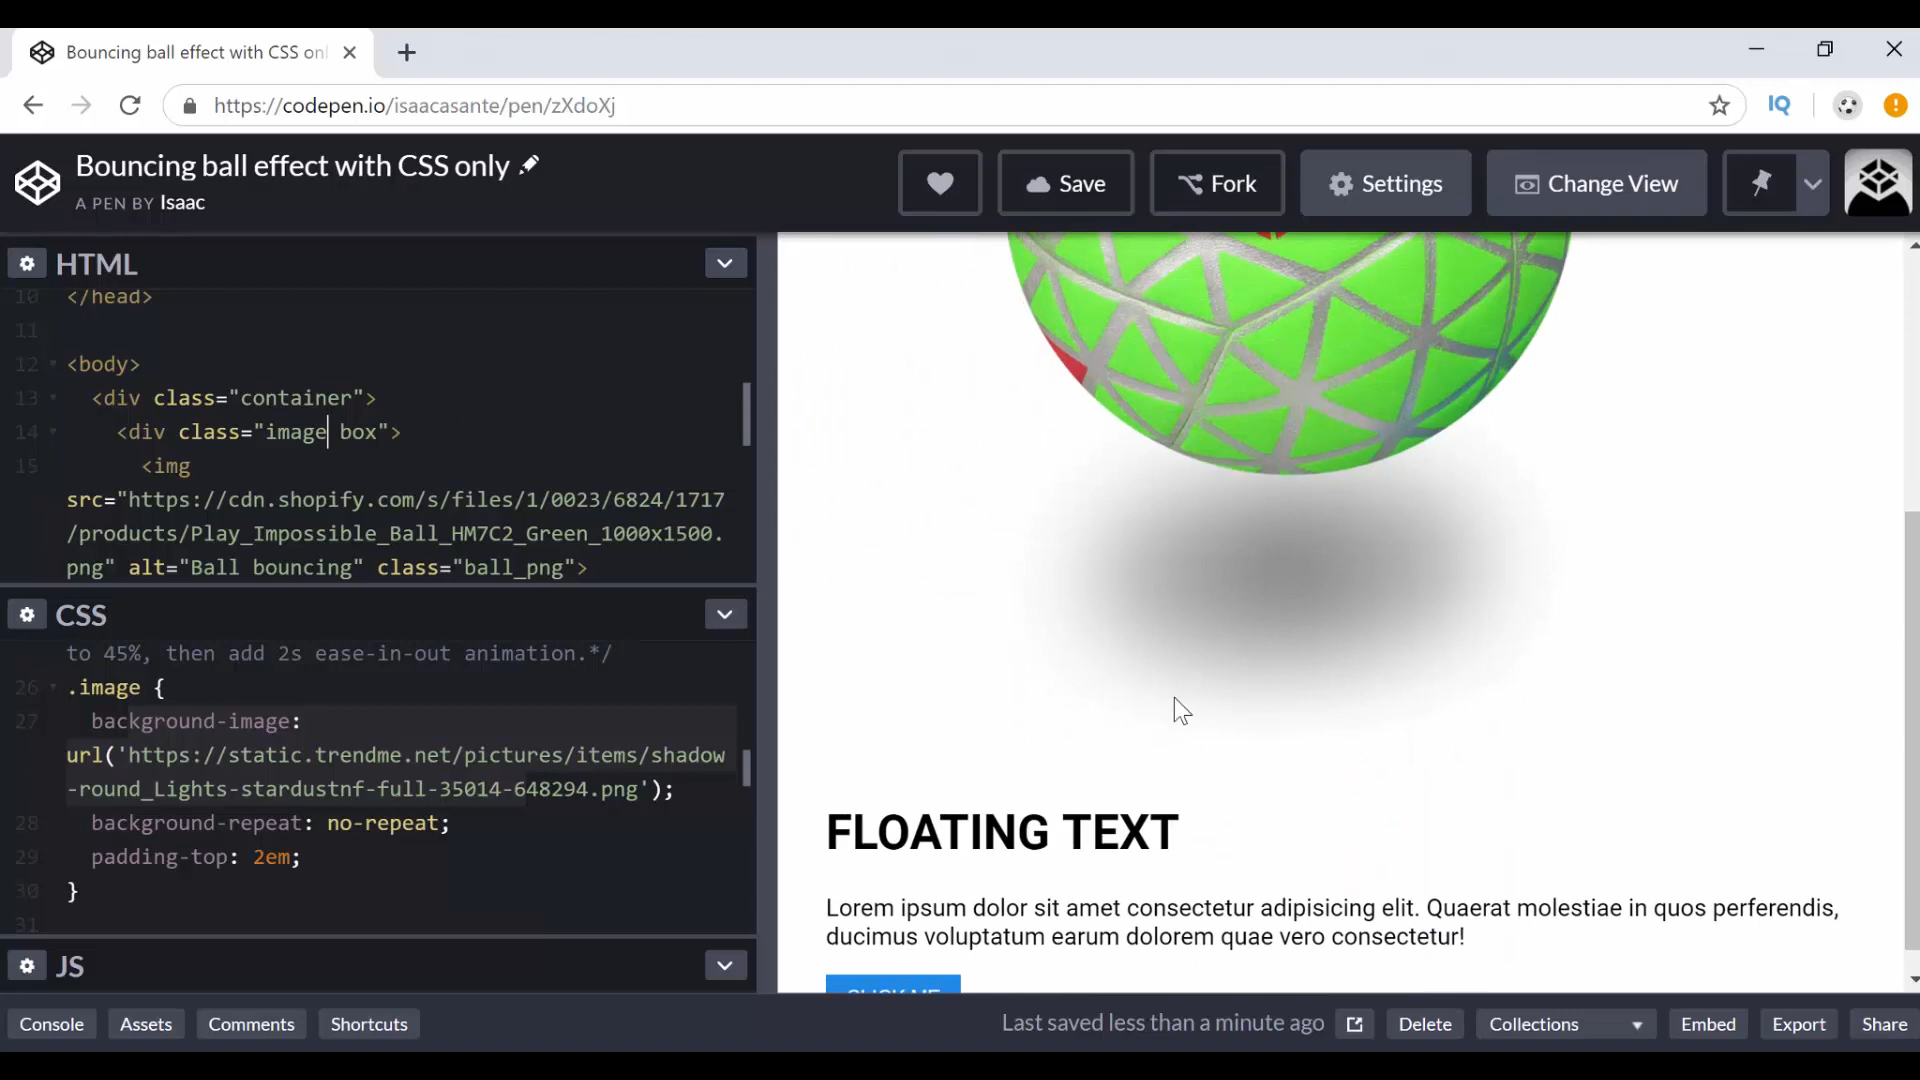 Bouncing ball effect with CSS onl
https://codepen.io/isaacasante/pen/zXdoXj
IQ
Bouncing ball effect with CSS only
A PEN BY Isaac
Save
Fork
Settings
Change View
HTML
10 </head>
11
12 <body>
13 <div class="container">
14 <div class="image box">
15 <img
src="https://cdn.shopify.com/s/files/1/0023/6824/1717
/products/Play_Impossible_Ball_HM7C2_Green_1000x1500.
png" alt="Ball bouncing" class="ball_png">
CSS
to 45%, then add 2s ease-in-out animation.*/
26 .image {
27 background-image:
url('https://static.trendme.net/pictures/items/shadow
-round_Lights-stardustnf-full-35014-648294.png');
28 background-repeat: no-repeat;
29 padding-top: 2em;
30 }
31
JS
FLOATING TEXT
Lorem ipsum dolor sit amet consectetur adipisicing elit. Quaerat molestiae in quos perferendis,
ducimus voluptatum earum dolorem quae vero consectetur!
CLICK ME
Console
Assets
Comments
Shortcuts
Last saved less than a minute ago
Delete
Collections
Embed
Export
Share